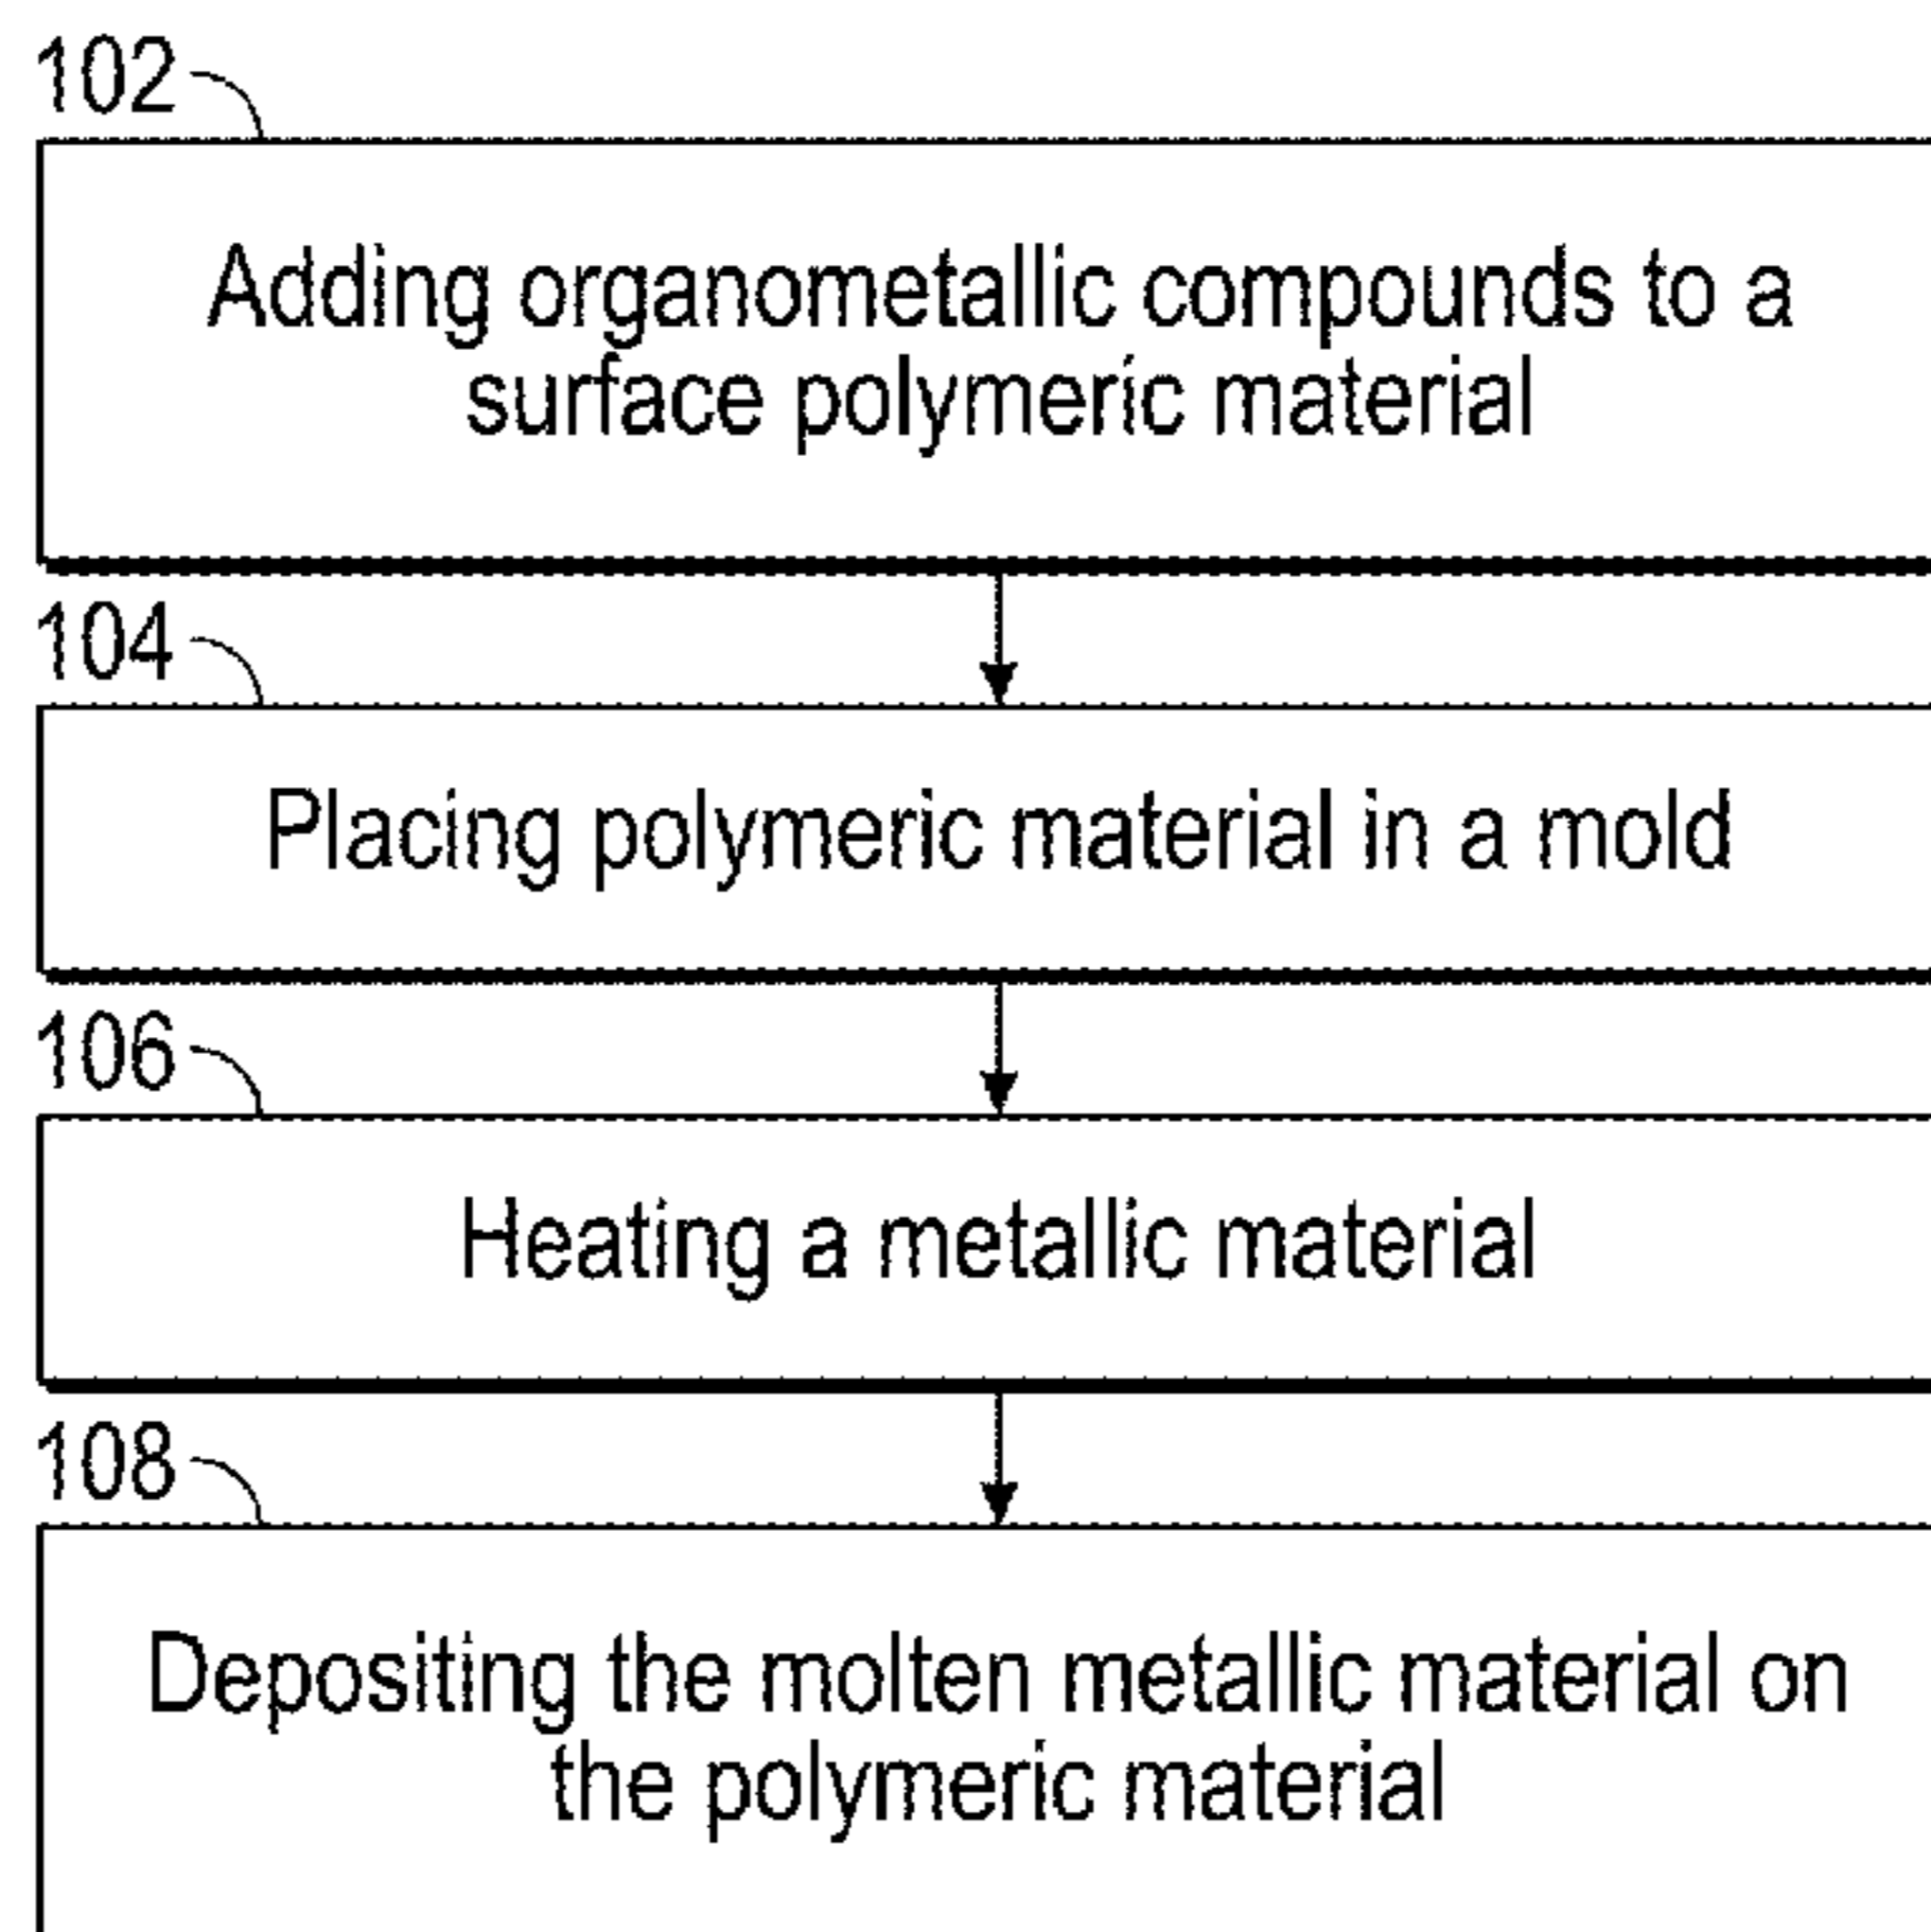 102
Adding organometallic compounds to a
surface polymeric material
104
Placing polymeric material in a mold
106
Heating a metallic material
108
Depositing the molten metallic material on
the polymeric material